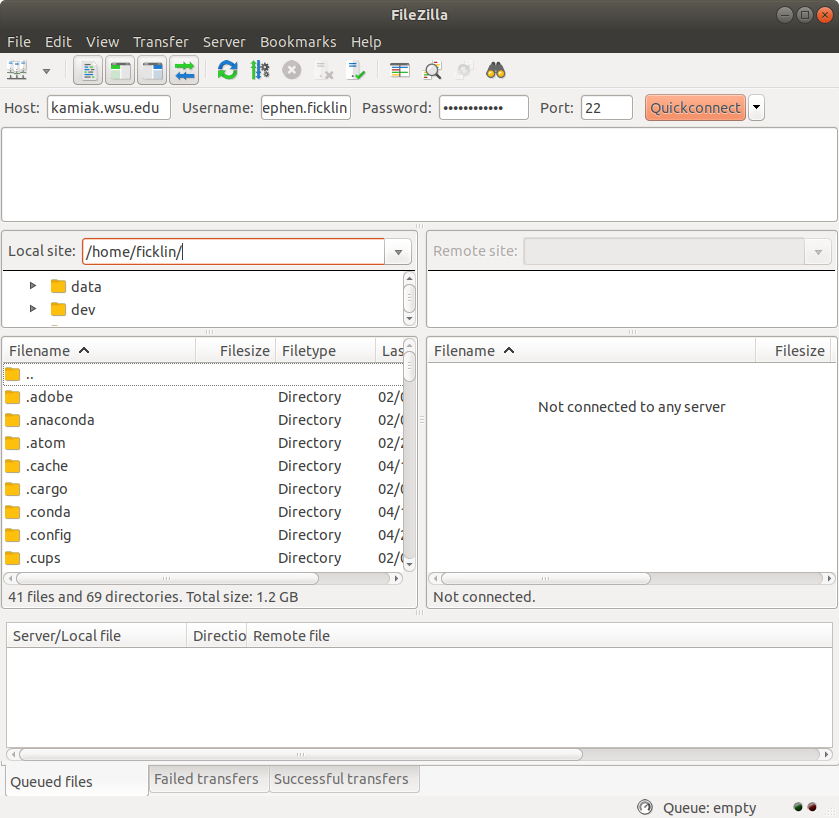 FileZilla
File Edit View Transfer Server Bookmarks Help
Host: kamiak.wsu.edu Username: ephen.ficklin Password: •••••••••••• Port: 22 Quickconnect
Local site: /home/ficklin/
Remote site:
data
dev
Filename Filesize Filetype Las
..
.adobe Directory 02/0
.anaconda Directory 02/0
.atom Directory 02/2
.cache Directory 04/1
.cargo Directory 02/0
.conda Directory 04/1
.config Directory 04/2
.cups Directory 02/0
41 files and 69 directories. Total size: 1.2 GB
Filename Filesize
Not connected to any server
Not connected.
Server/Local file Directio Remote file
Queued files Failed transfers Successful transfers
Queue: empty